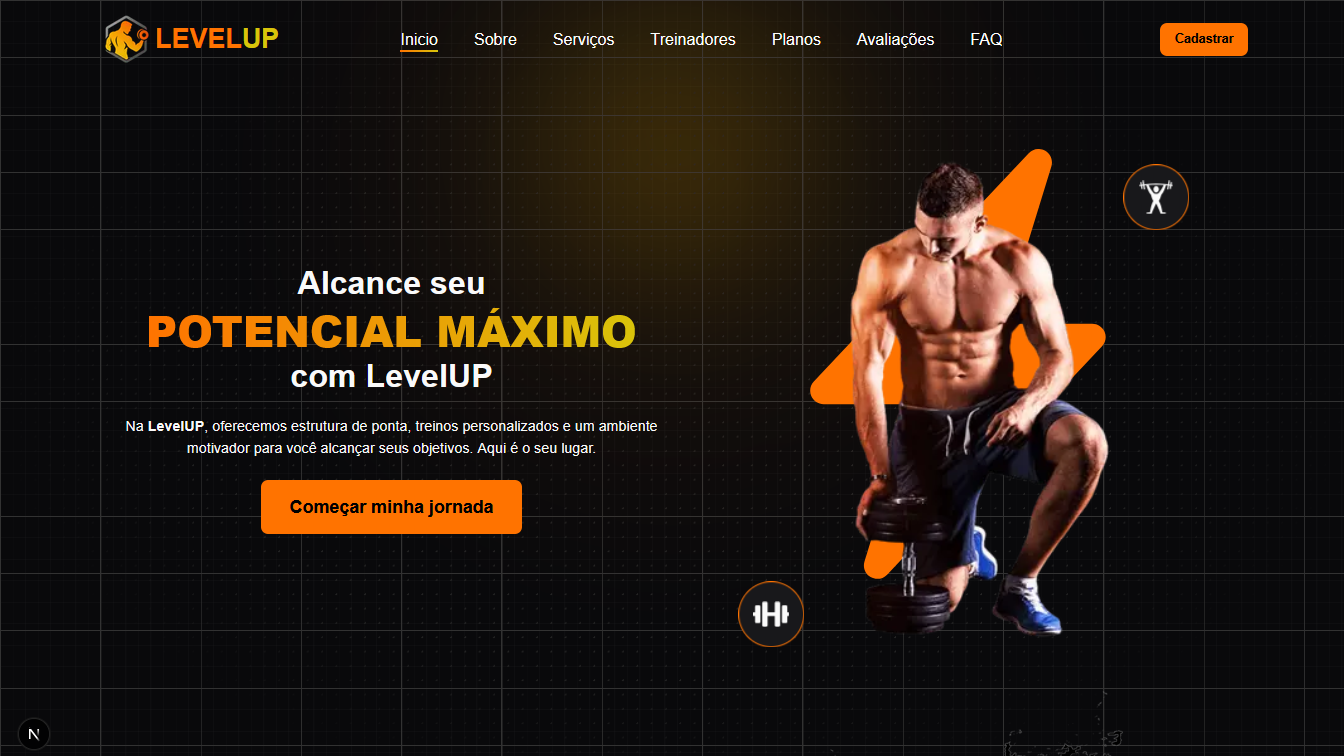 LEVELUP
Inicio Sobre Serviços Treinadores Planos Avaliações FAQ
Cadastrar
Alcance seu
POTENCIAL MÁXIMO
com LevelUP
Na LevelUP, oferecemos estrutura de ponta, treinos personalizados e um ambiente
motivador para você alcançar seus objetivos. Aqui é o seu lugar.
Começar minha jornada
N